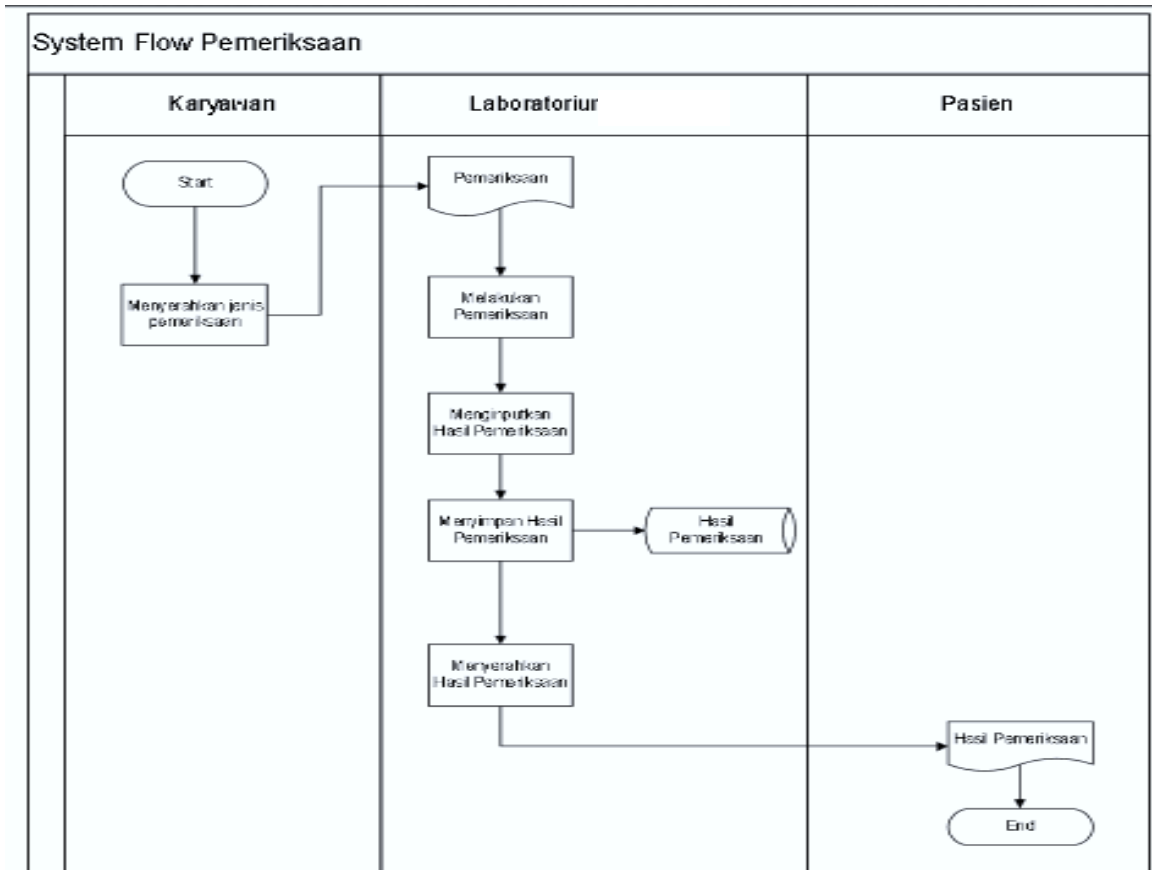 System Flow Pemeriksaan
Karyawan
Laboratoriur
Pasien
Start
Menyerahkan jenis
pemeriksaan
Pemeriksaan
Melakukan
Pemeriksaan
Menginputkan
Hasil Pemeriksaan
Menyimpan Hasil
Pemeriksaan
Hasil
Pemeriksaan
Menyerahkan
Hasil Pemeriksaan
Hasil Pemeriksaan
End